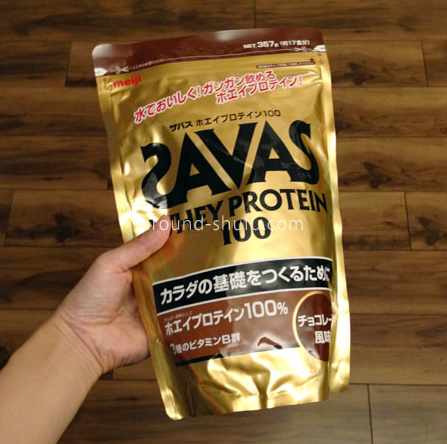 NET.357g(約17食分)
meiji
水でおいしく!ガンガン飲める
ホエイプロテイン!
ザバス ホエイプロテイン100
SAVAS
WHEY PROTEIN
100
around-shufu.com
カラダの基礎をつくるために
ホエイプロテイン100%
3種のビタミンB群
チョコレート
風味